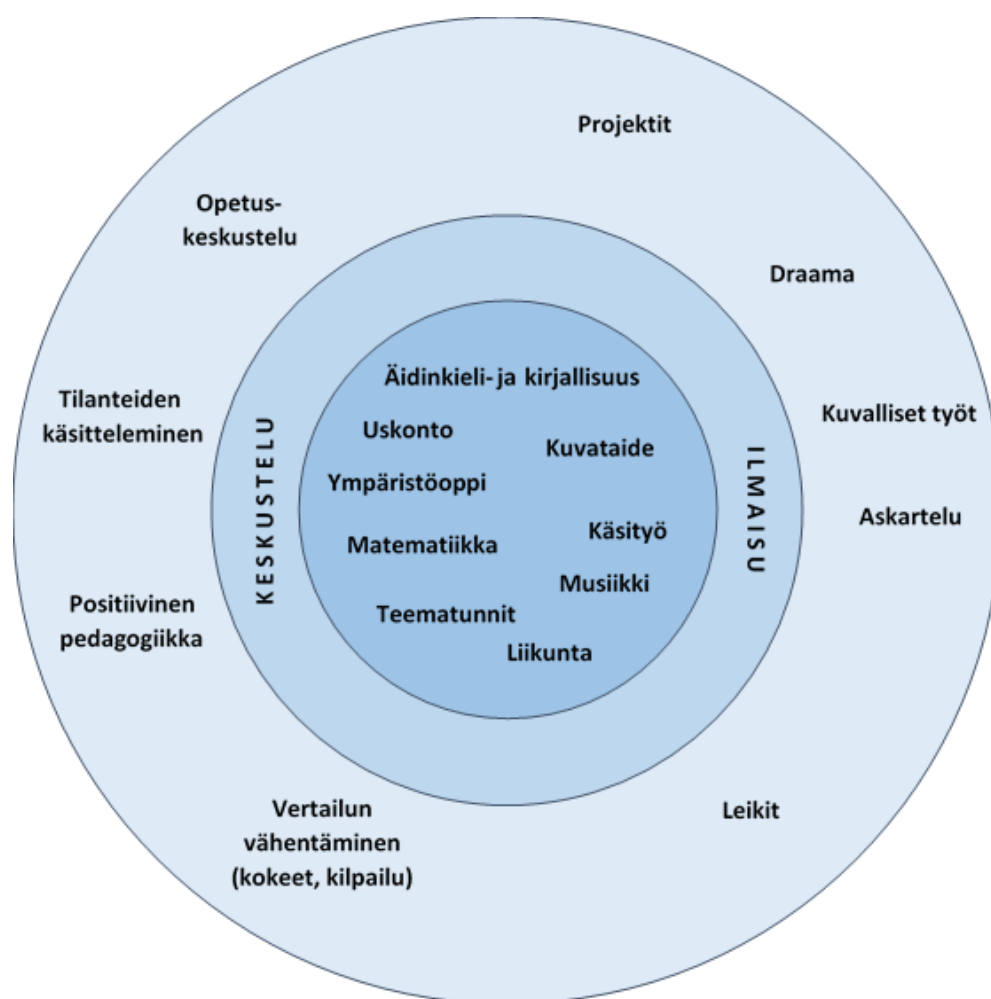 Projektit
Opetus-
keskustelu
Draama
Tilanteiden
käsitteleminen
Kuvalliset työt
Askartelu
Positiivinen
pedagogiikka
Vertailun
vähentäminen
(kokeet, kilpailu)
Leikit
KESKUSTELU
ILMAISU
Äidinkieli- ja kirjallisuus
Uskonto
Kuvataide
Ympäristöoppi
Käsityö
Matematiikka
Musiikki
Teematunnit
Liikunta